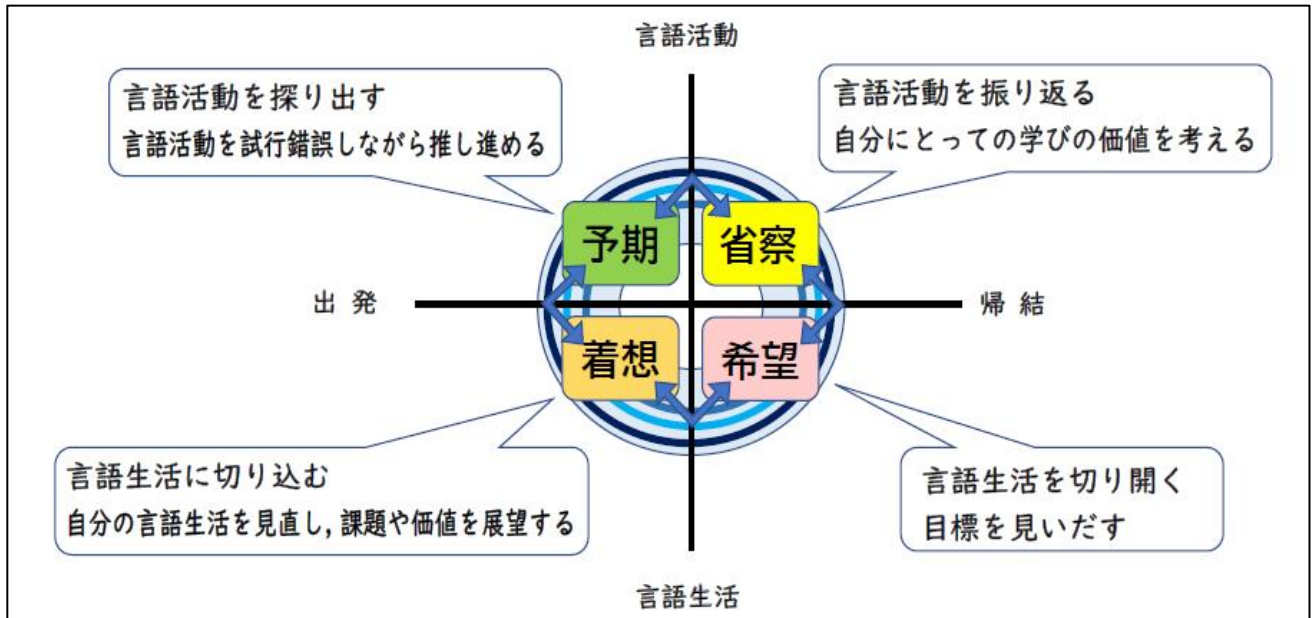 言語活動
言語活動を探り出す
言語活動を試行錯誤しながら推し進める
言語活動を振り返る
自分にとっての学びの価値を考える
予期
省察
出 発
帰 結
着想
希望
言語生活に切り込む
自分の言語生活を見直し,課題や価値を展望する
言語生活を切り開く
目標を見いだす
言語生活